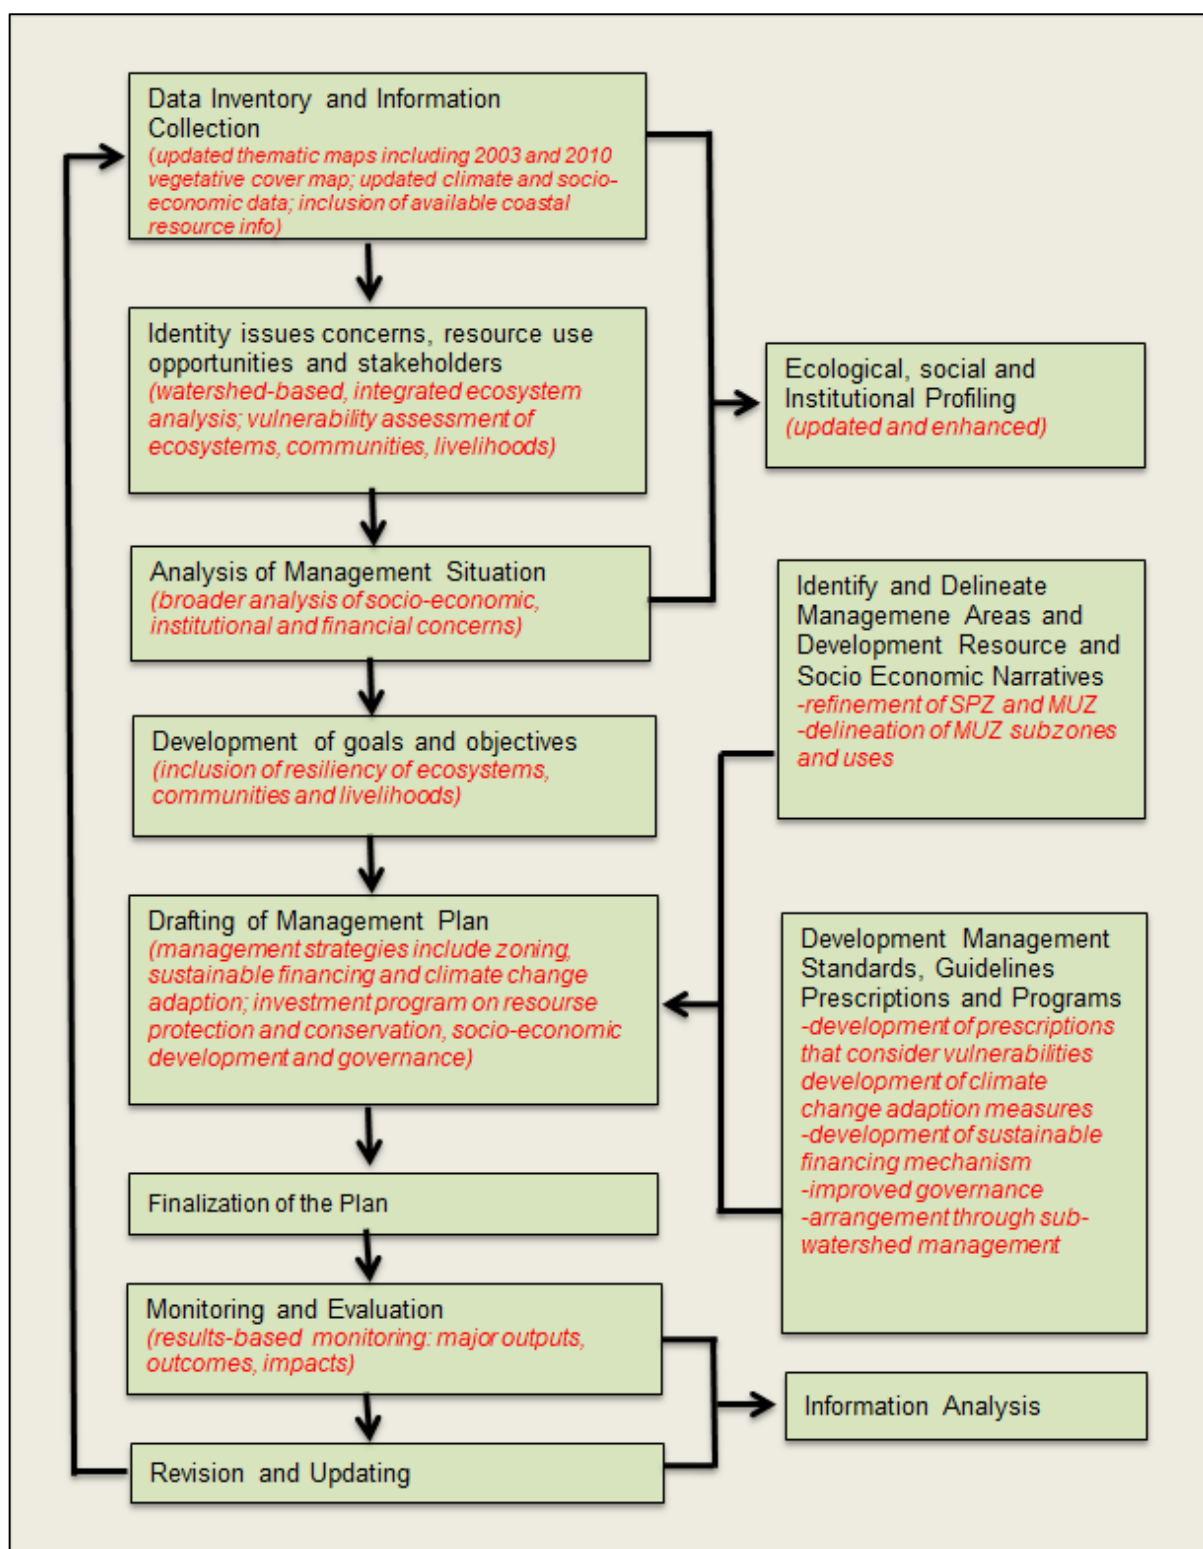 Data Inventory and Information
Collection
(updated thematic maps including 2003 and 2010
vegetative cover map; updated climate and socio-
economic data; inclusion of available coastal
resource info)
Identity issues concerns, resource use
opportunities and stakeholders
(watershed-based, integrated ecosystem
analysis; vulnerability assessment of
ecosystems, communities, livelihoods)
Ecological, social and
Institutional Profiling
(updated and enhanced)
Analysis of Management Situation
(broader analysis of socio-economic,
institutional and financial concerns)
Identify and Delineate
Managemene Areas and
Development Resource and
Socio Economic Narratives
-refinement of SPZ and MUZ
-delineation of MUZ subzones
and uses
Development of goals and objectives
(inclusion of resiliency of ecosystems,
communities and livelihoods)
Drafting of Management Plan
(management strategies include zoning,
sustainable financing and climate change
adaption; investment program on resourse
protection and conservation, socio-economic
development and governance)
Development Management
Standards, Guidelines
Prescriptions and Programs
-development of prescriptions
that consider vulnerabilities
development of climate
change adaption measures
-development of sustainable
financing mechanism
-improved governance
-arrangement through sub-
watershed management
Finalization of the Plan
Monitoring and Evaluation
(results-based monitoring: major outputs,
outcomes, impacts)
Information Analysis
Revision and Updating